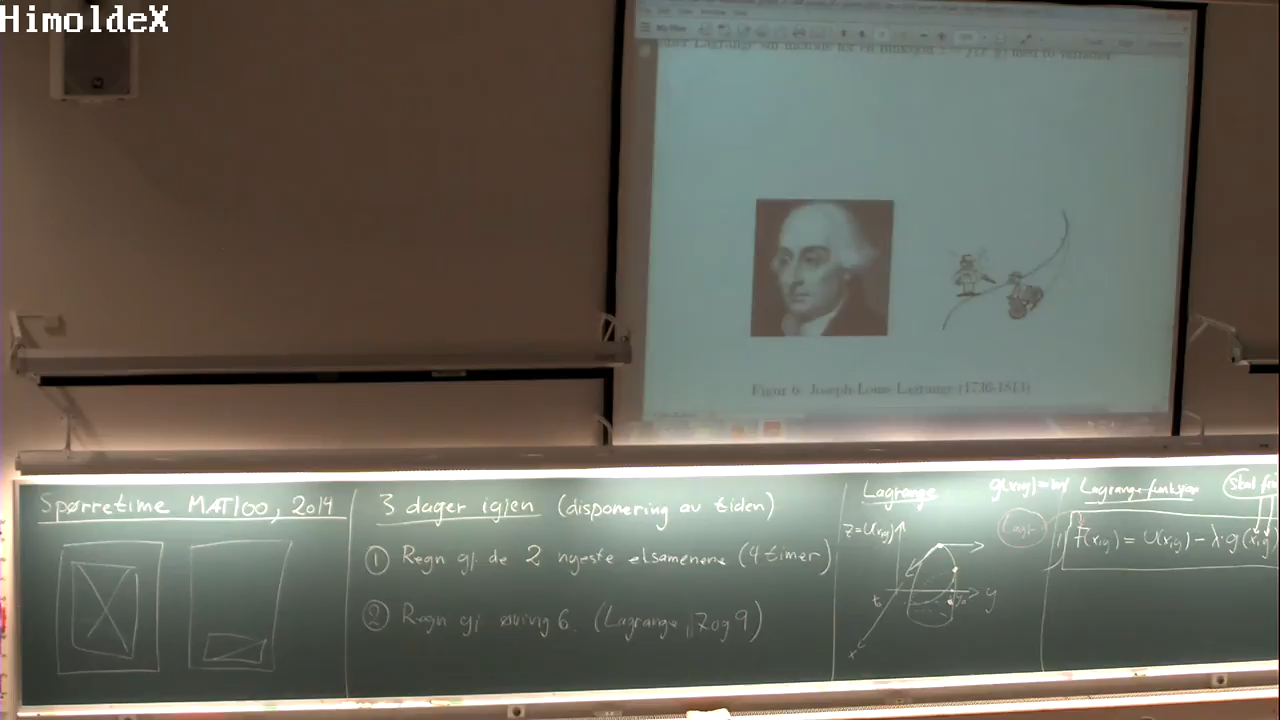 HimoldeX
Figur 6: Joseph-Louis Lagrange (1736-1813)
Spørretime MAT100, 2014
3 dager igjen (disponering av tiden)
① Regn gj. de 2 nyeste eksamenene (4 timer)
② Regn gj. øving 6. (Lagrange, 7 og 9)
Lagrange
z=U(x,y)
y
x
g(x,y)=
Lagr.
Lagrange-funksjon
F(x,y) = U(x,y) - λ·g(x,y)